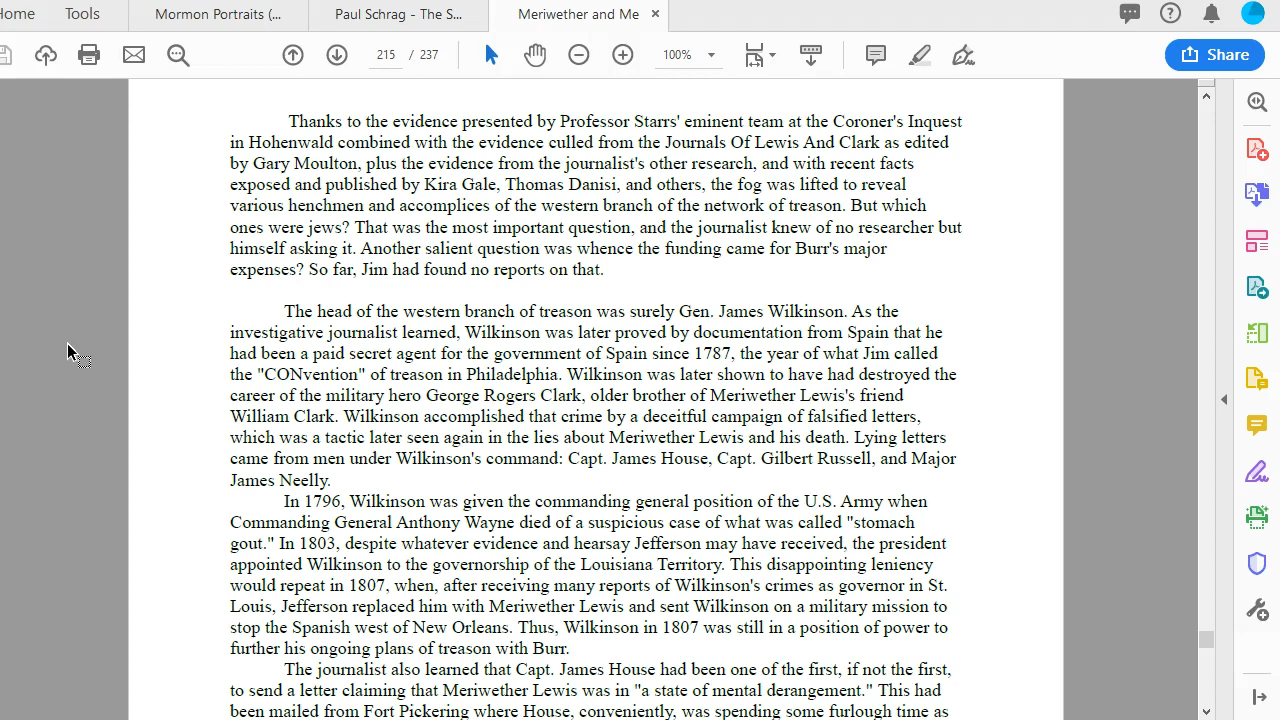 ome
Tools
Mormon Portraits (...
Paul Schrag - The S...
Meriwether and Me ×
215 / 237
100%
Share
Thanks to the evidence presented by Professor Starrs' eminent team at the Coroner's Inquest
in Hohenwald combined with the evidence culled from the Journals Of Lewis And Clark as edited
by Gary Moulton, plus the evidence from the journalist's other research, and with recent facts
exposed and published by Kira Gale, Thomas Danisi, and others, the fog was lifted to reveal
various henchmen and accomplices of the western branch of the network of treason. But which
ones were jews? That was the most important question, and the journalist knew of no researcher but
himself asking it. Another salient question was whence the funding came for Burr's major
expenses? So far, Jim had found no reports on that.
The head of the western branch of treason was surely Gen. James Wilkinson. As the
investigative journalist learned, Wilkinson was later proved by documentation from Spain that he
had been a paid secret agent for the government of Spain since 1787, the year of what Jim called
the "CONvention" of treason in Philadelphia. Wilkinson was later shown to have had destroyed the
career of the military hero George Rogers Clark, older brother of Meriwether Lewis's friend
William Clark. Wilkinson accomplished that crime by a deceitful campaign of falsified letters,
which was a tactic later seen again in the lies about Meriwether Lewis and his death. Lying letters
came from men under Wilkinson's command: Capt. James House, Capt. Gilbert Russell, and Major
James Neelly.
In 1796, Wilkinson was given the commanding general position of the U.S. Army when
Commanding General Anthony Wayne died of a suspicious case of what was called "stomach
gout." In 1803, despite whatever evidence and hearsay Jefferson may have received, the president
appointed Wilkinson to the governorship of the Louisiana Territory. This disappointing leniency
would repeat in 1807, when, after receiving many reports of Wilkinson's crimes as governor in St.
Louis, Jefferson replaced him with Meriwether Lewis and sent Wilkinson on a military mission to
stop the Spanish west of New Orleans. Thus, Wilkinson in 1807 was still in a position of power to
further his ongoing plans of treason with Burr.
The journalist also learned that Capt. James House had been one of the first, if not the first,
to send a letter claiming that Meriwether Lewis was in "a state of mental derangement." This had
been mailed from Fort Pickering where House, conveniently, was spending some furlough time as